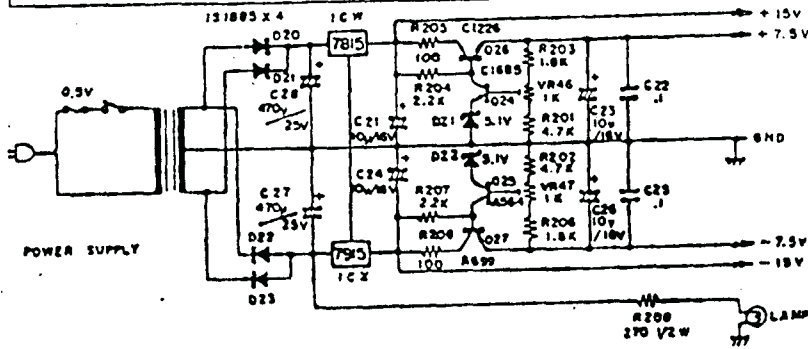 1S1885 X 4
I C W
C1226
+ 15V
+ 7.5V
D20
R205
Q26
R203
1.8K
7815
100
C1685
0.5V
D21
C28
470μ
25V
R204
2.2K
Q24
VR46
1K
C22
.1
C21
10μ/16V
DZ1
5.1V
R201
4.7K
C23
10μ
/16V
GND
C24
10μ/16V
DZ2
5.1V
R202
4.7K
C27
470μ
25V
R207
2.2K
Q25
A564
VR47
1K
C26
10μ
/16V
C25
.1
POWER SUPPLY
D22
7915
100
Q27
A699
R206
1.8K
- 7.5V
- 15V
D23
I C X
R208
270 1/2W
LAMP